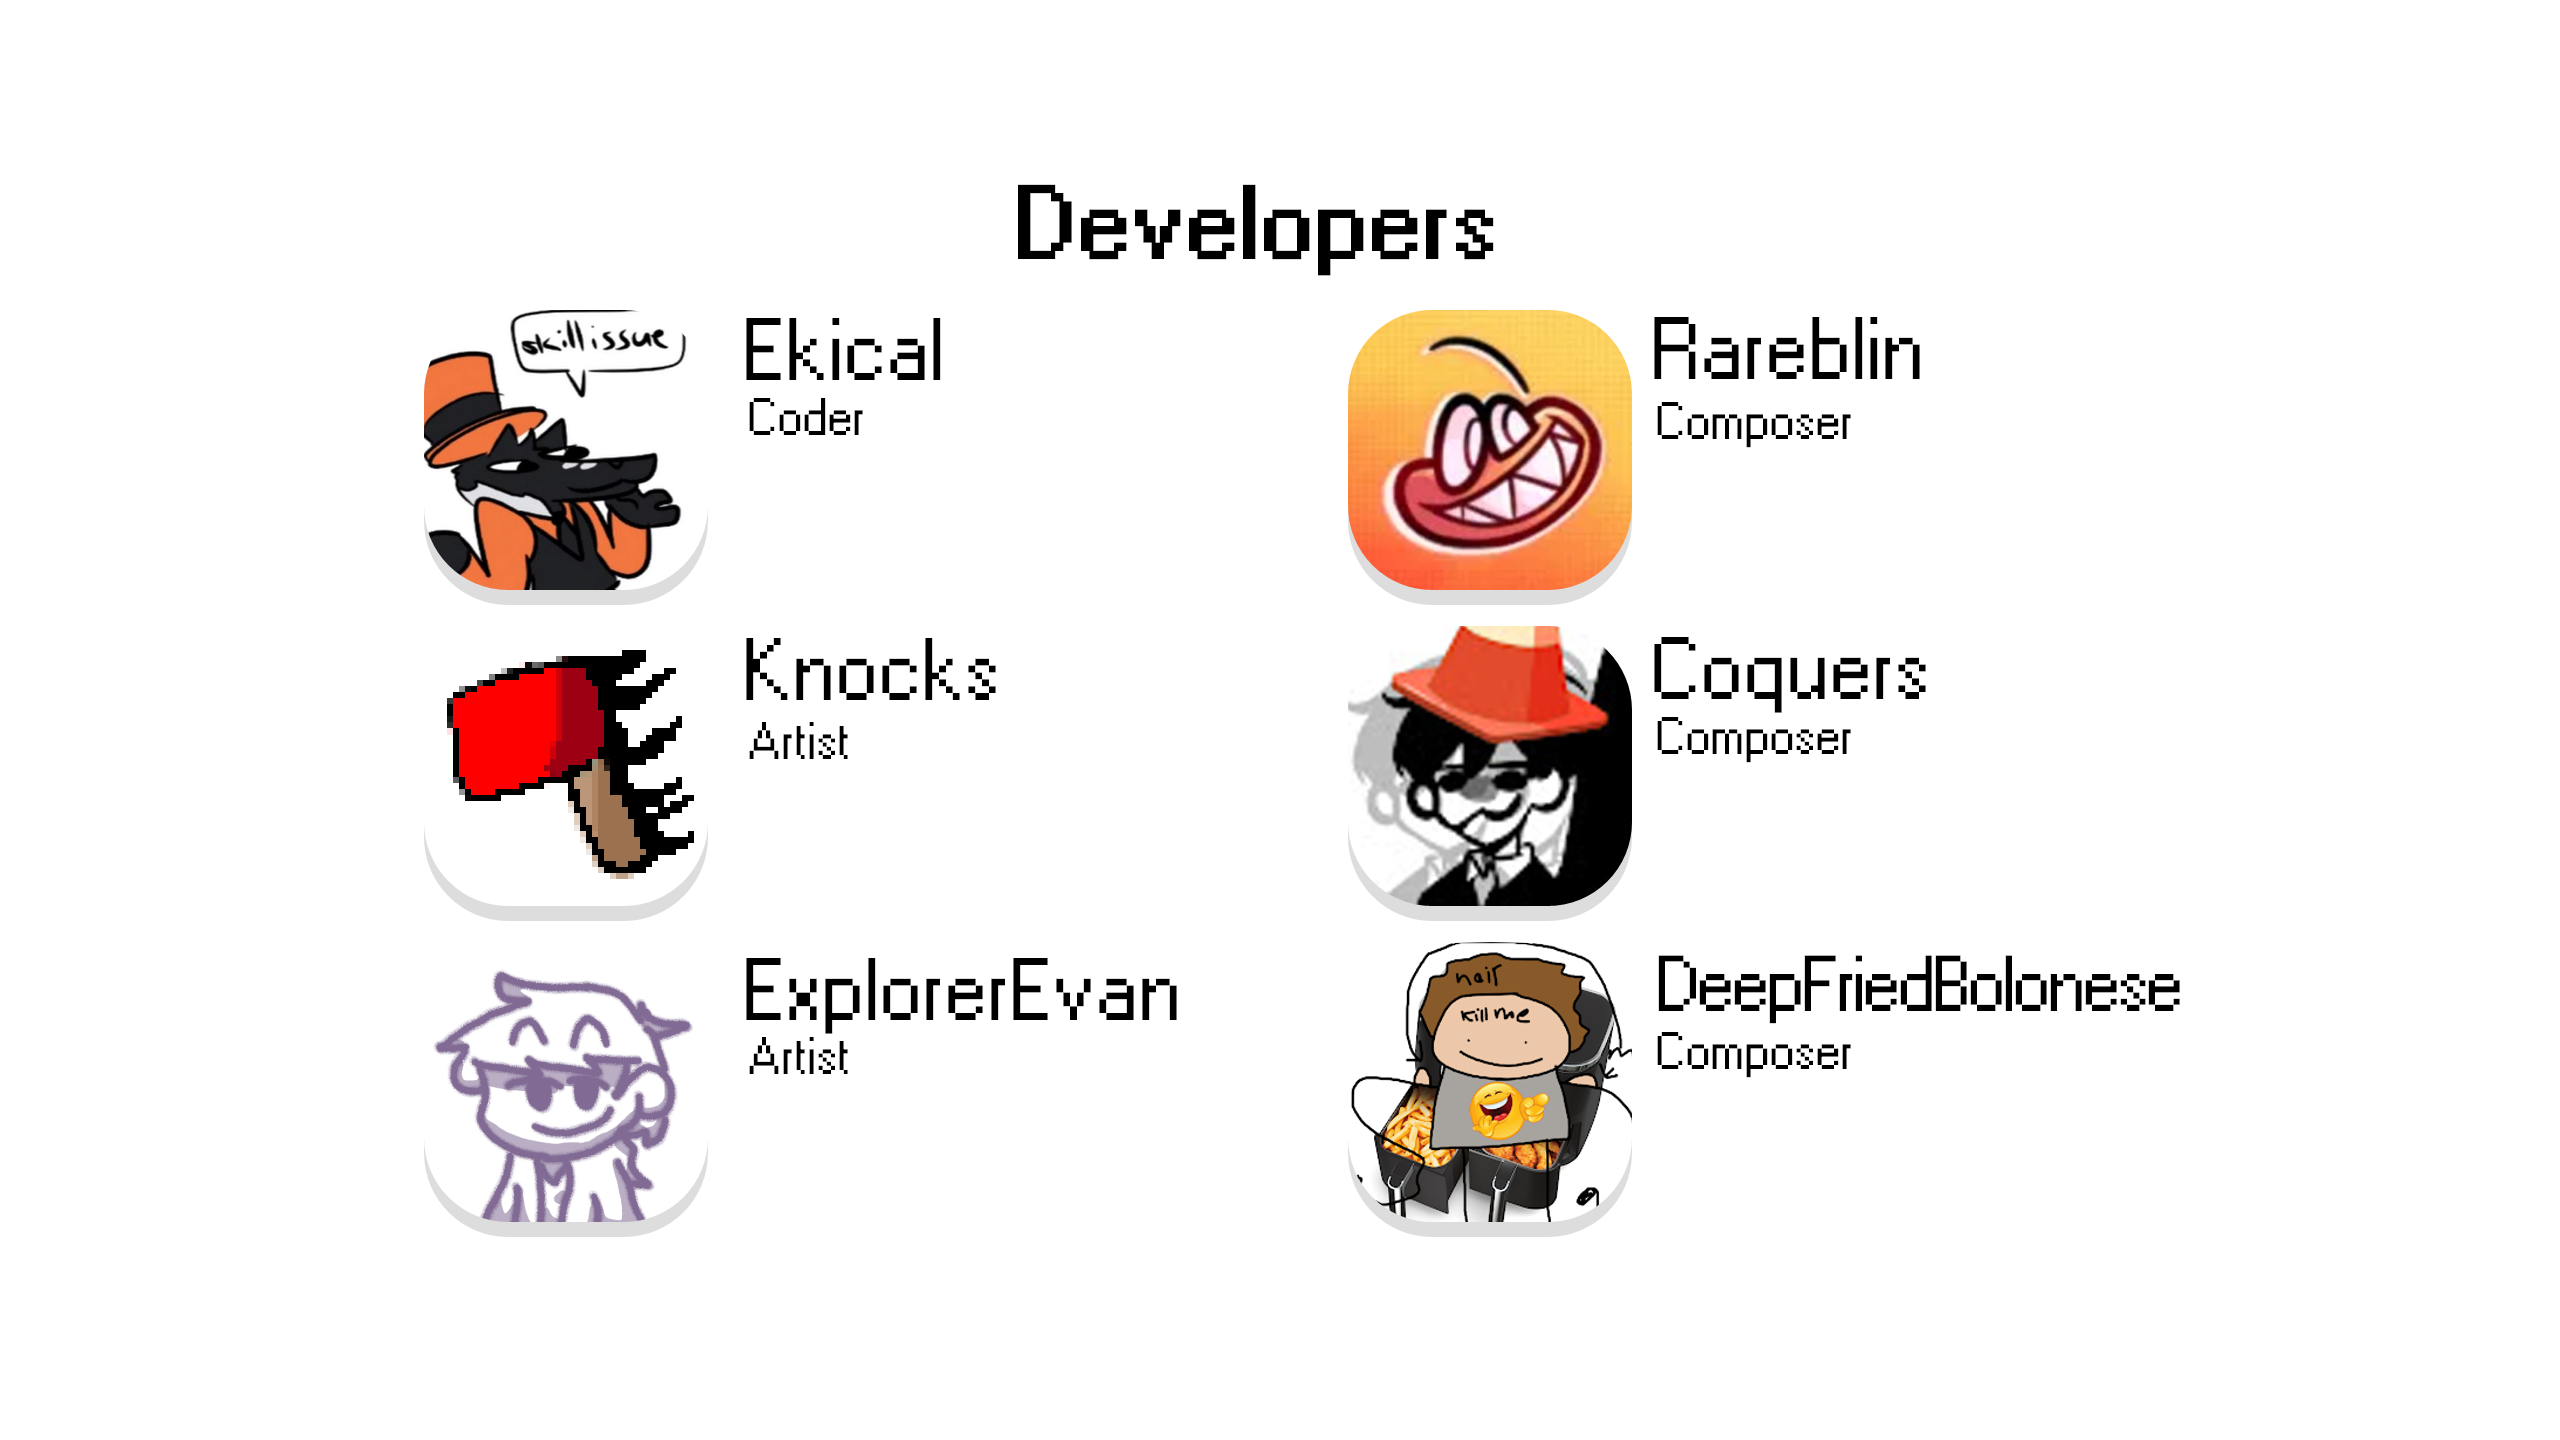 Developers
skill issue
Ekical
Coder
Rareblin
Composer
Knocks
Artist
Coquers
Composer
ExplorerEvan
Artist
hair
kill me
DeepFriedBolonese
Composer